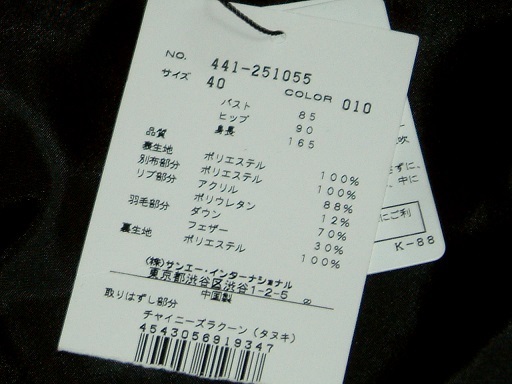 NO. 441-251055
サイズ 40 COLOR 010
バスト 85
ヒップ 90
身長 165
品質
裏生地 ポリエステル 100%
別布部分 ポリエステル 100%
リブ部分 アクリル 88%
ポリウレタン 12%
羽毛部分 ダウン 70%
フェザー 30%
裏生地 ポリエステル 100%
(株)サンエー・インターナショナル
東京都渋谷区渋谷1-2-5
中国製
取りはずし部分
チャイニーズラクーン(タヌキ)
4543056919347
にご利
K-88